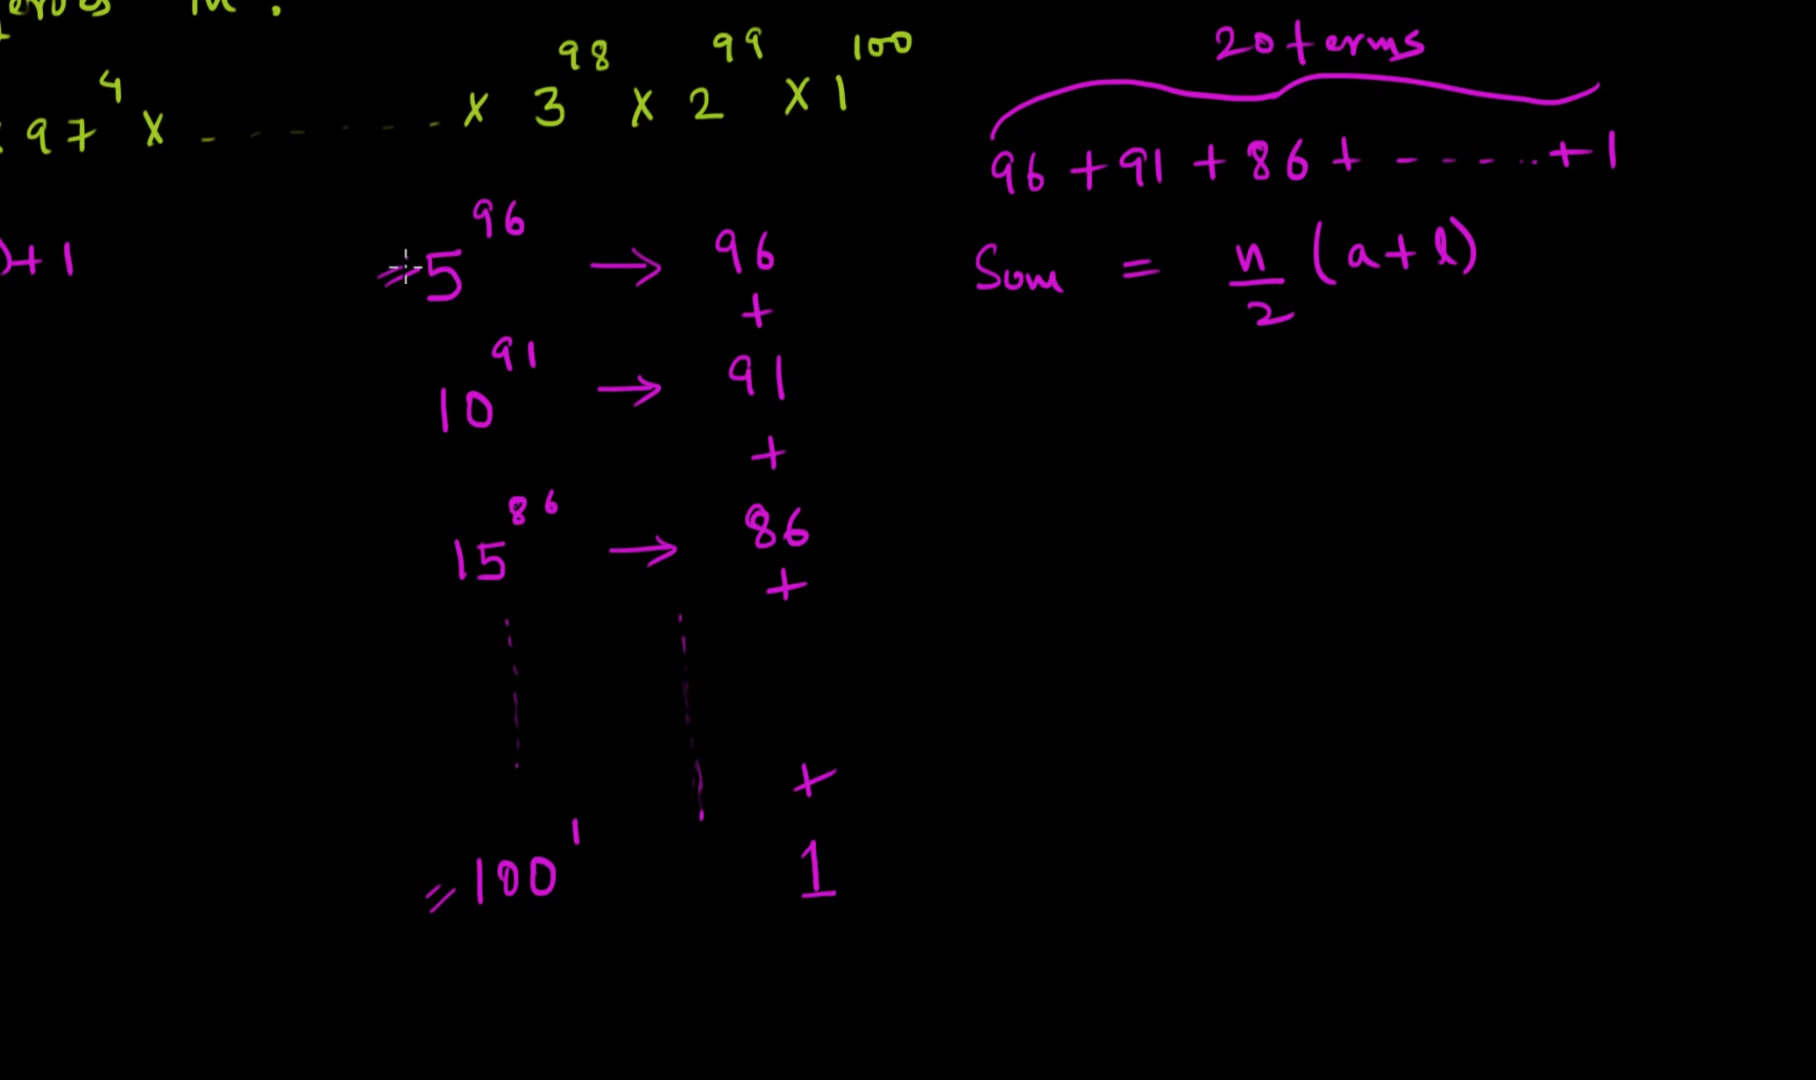 × 3^98 × 2^99 × 1^100
97^4 × - - - - - -
)+1
5^96 → 96
+
10^91 → 91
+
15^86 → 86
+
+
100^1 1
20 terms
96 + 91 + 86 + - - - - .. + 1
Sum = n/2 (a+l)